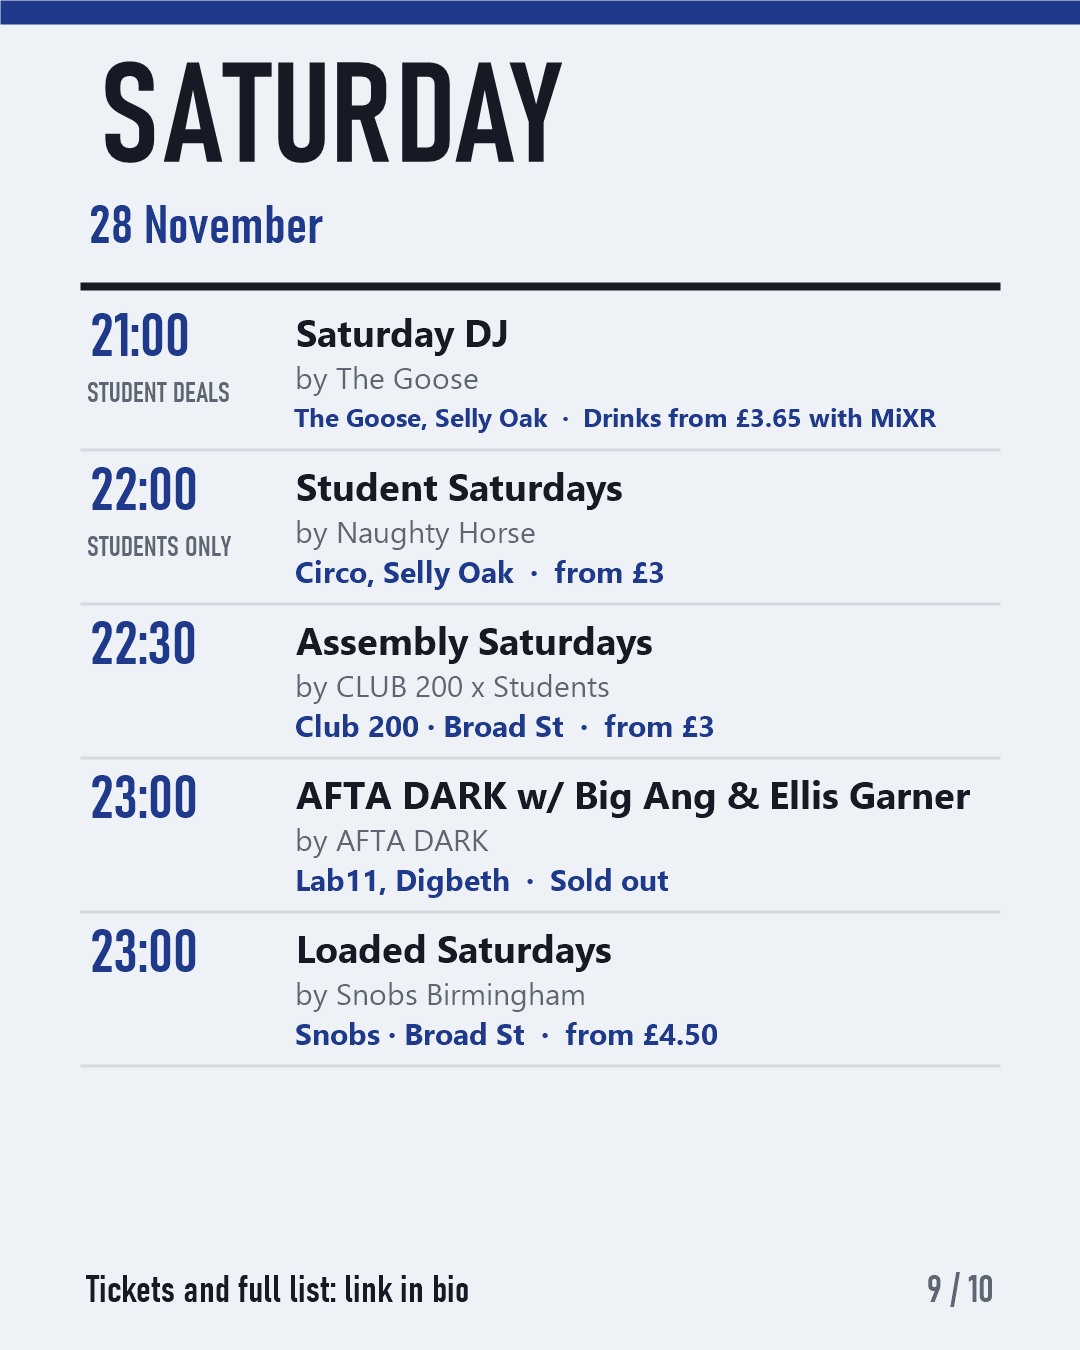 SATURDAY
28 November
21:00
STUDENT DEALS
Saturday DJ
by The Goose
The Goose, Selly Oak · Drinks from £3.65 with MiXR
22:00
STUDENTS ONLY
Student Saturdays
by Naughty Horse
Circo, Selly Oak · from £3
22:30
Assembly Saturdays
by CLUB 200 x Students
Club 200 · Broad St · from £3
23:00
AFTA DARK w/ Big Ang & Ellis Garner
by AFTA DARK
Lab11, Digbeth · Sold out
23:00
Loaded Saturdays
by Snobs Birmingham
Snobs · Broad St · from £4.50
Tickets and full list: link in bio
9 / 10